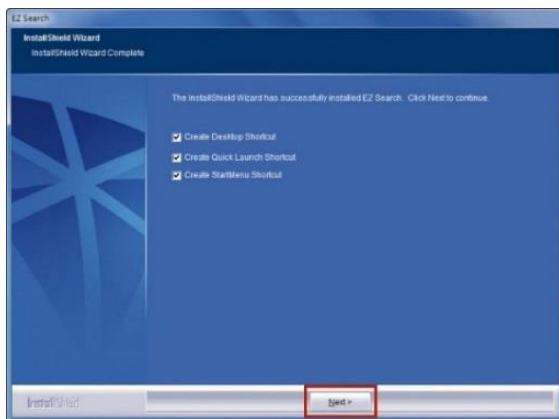 EZ Search
InstallShield Wizard
InstallShield Wizard Complete
The InstallShield Wizard has successfully installed EZ Search. Click Next to continue.
Create Desktop Shortcut
Create Quick Launch Shortcut
Create StartMenu Shortcut
InstallShield
Next >